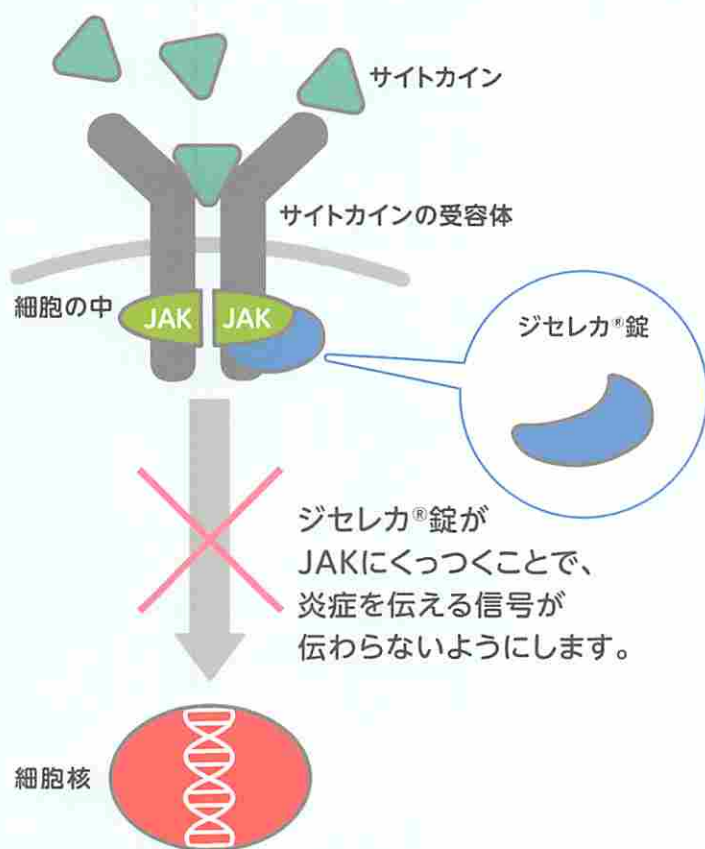 サイトカイン
サイトカインの受容体
細胞の中
JAK
JAK
ジセレカ®錠
ジセレカ®錠が
JAKにくっつくことで、
炎症を伝える信号が
伝わらないようにします。
細胞核